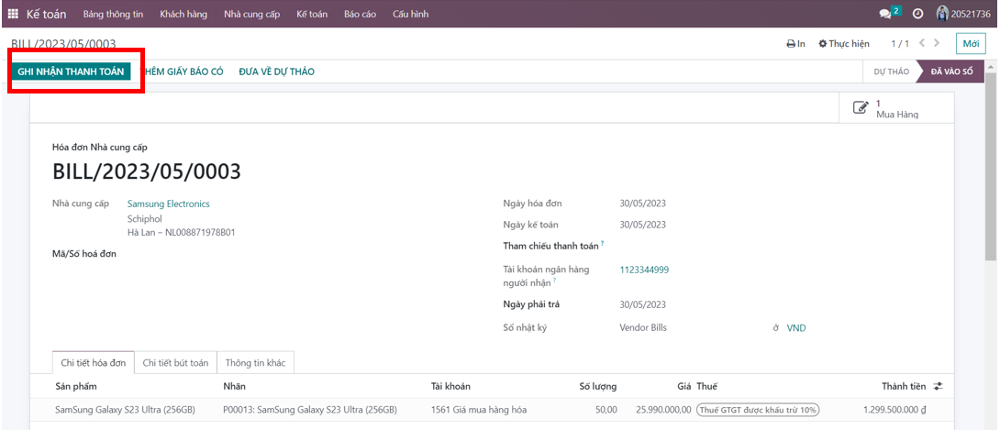 Kế toán Bảng thông tin Khách hàng Nhà cung cấp Kế toán Báo cáo Cấu hình 2 20521736
BILL/2023/05/0003 In Thực hiện 1 / 1 Mới
GHI NHẬN THANH TOÁN THÊM GIẤY BÁO CÓ ĐƯA VỀ DỰ THẢO DỰ THẢO ĐÃ VÀO SỔ
1
Mua Hàng
Hóa đơn Nhà cung cấp
BILL/2023/05/0003
Nhà cung cấp Samsung Electronics
Schiphol
Hà Lan – NL008871978B01
Mã/Số hoá đơn
Ngày hóa đơn 30/05/2023
Ngày kế toán 30/05/2023
Tham chiếu thanh toán ?
Tài khoản ngân hàng
người nhận ? 1123344999
Ngày phải trả 30/05/2023
Sổ nhật ký Vendor Bills ở VND
Chi tiết hóa đơn Chi tiết bút toán Thông tin khác
Sản phẩm Nhãn Tài khoản Số lượng Giá Thuế Thành tiền
SamSung Galaxy S23 Ultra (256GB) P00013: SamSung Galaxy S23 Ultra (256GB) 1561 Giá mua hàng hóa 50,00 25.990.000,00 Thuế GTGT được khấu trừ 10% 1.299.500.000 ₫